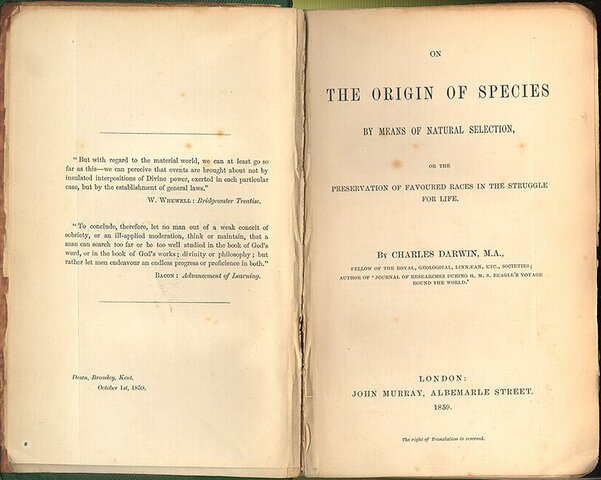 "But with regard to the material world, we can at least go so
far as this—we can perceive that events are brought about not by
insulated interpositions of Divine power, exerted in each particular
case, but by the establishment of general laws."
W. WHEWELL: Bridgewater Treatise.
"To conclude, therefore, let no man out of a weak conceit of
sobriety, or an ill-applied moderation, think or maintain, that a
man can search too far or be too well studied in the book of God's
word, or in the book of God's works; divinity or philosophy; but
rather let men endeavour an endless progress or proficience in both."
BACON: Advancement of Learning.
Down, Bromley, Kent,
October 1st, 1859.
ON
THE ORIGIN OF SPECIES
BY MEANS OF NATURAL SELECTION,
OR THE
PRESERVATION OF FAVOURED RACES IN THE STRUGGLE
FOR LIFE.
BY CHARLES DARWIN, M.A.,
FELLOW OF THE ROYAL, GEOLOGICAL, LINNÆAN, ETC., SOCIETIES;
AUTHOR OF 'JOURNAL OF RESEARCHES DURING H. M. S. BEAGLE'S VOYAGE
ROUND THE WORLD.'
LONDON:
JOHN MURRAY, ALBEMARLE STREET.
1859.
The right of Translation is reserved.